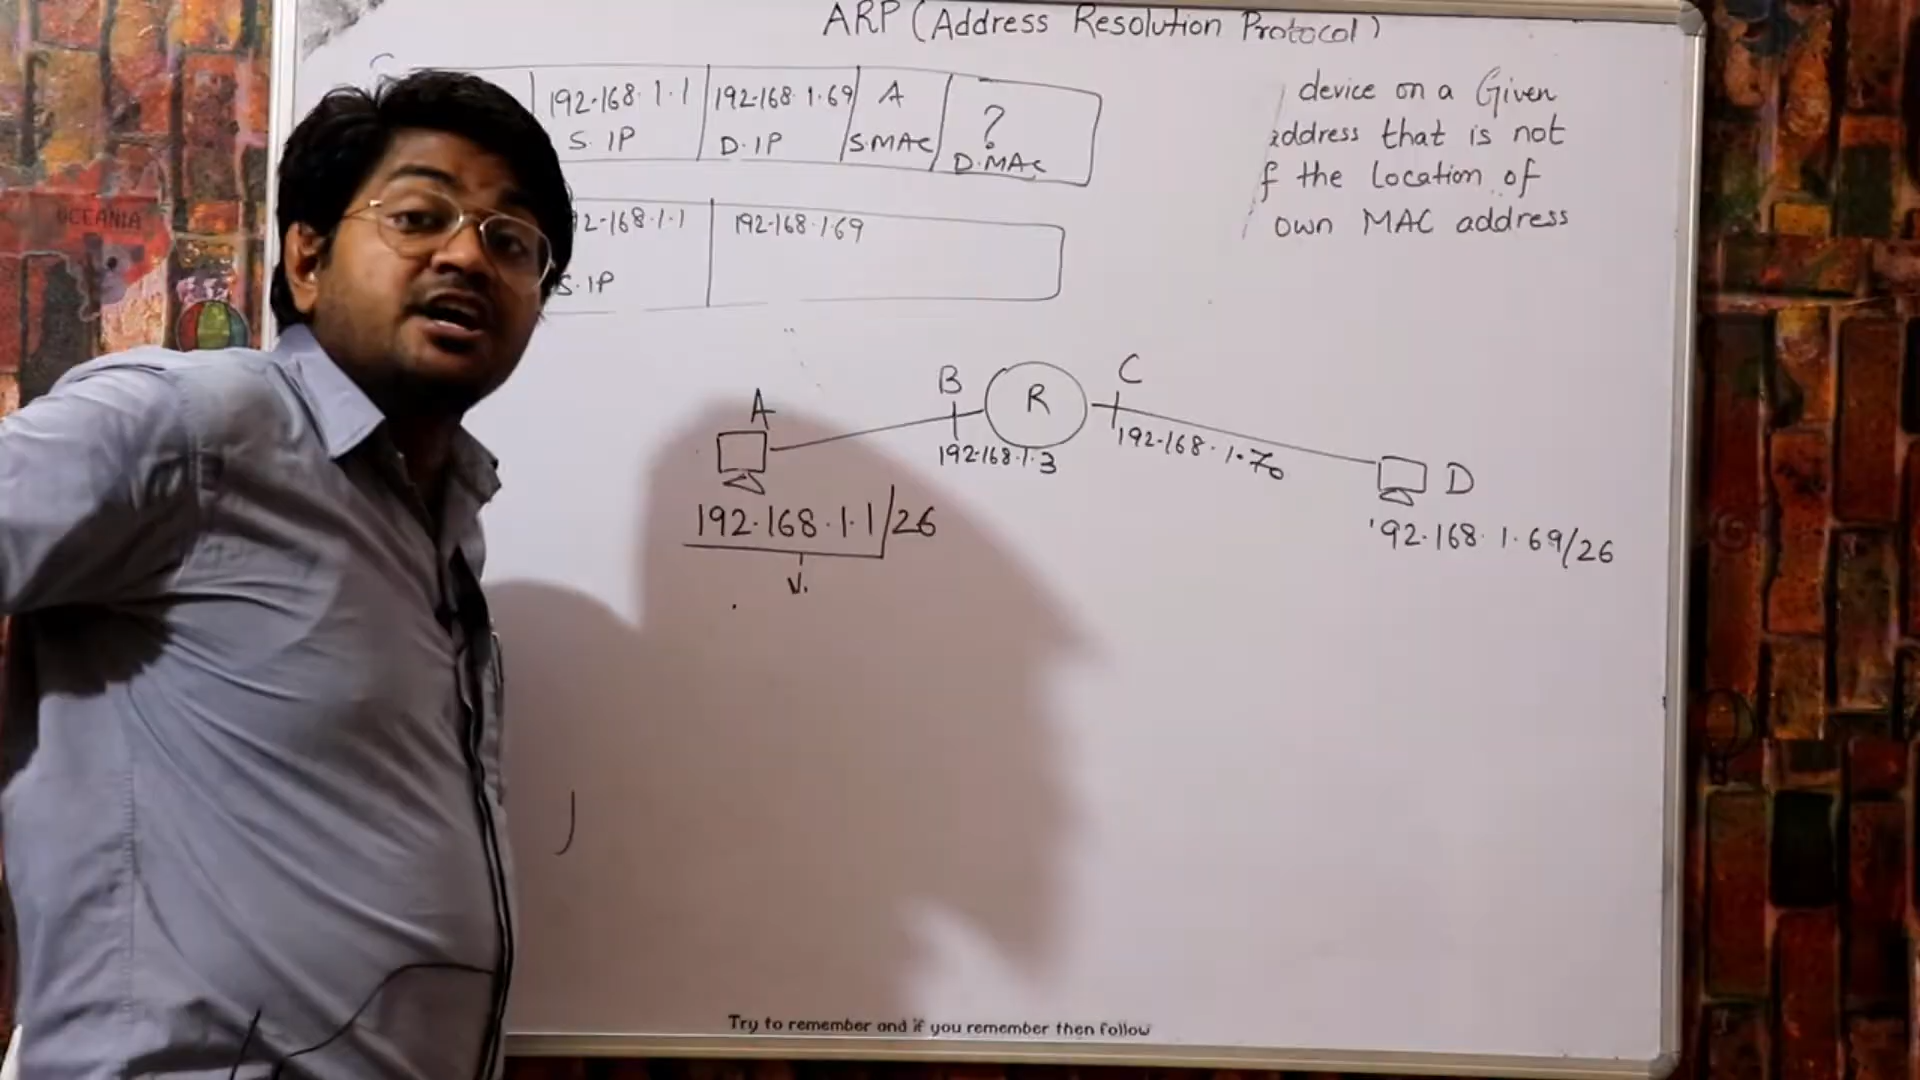 ARP (Address Resolution Protocol)
192.168.1.1 192.168.1.69 A ?
S.IP D.IP S.MAC D.MAC
92-168.1.1 192.168.1.69
S.IP
device on a Given
address that is not
f the Location of
own MAC address
OCEANIA
A B R C
192.168.1.3 192.168.1.70
D
192.168.1.1/26
'92.168.1.69/26
V.
Try to remember and if you remember then follow